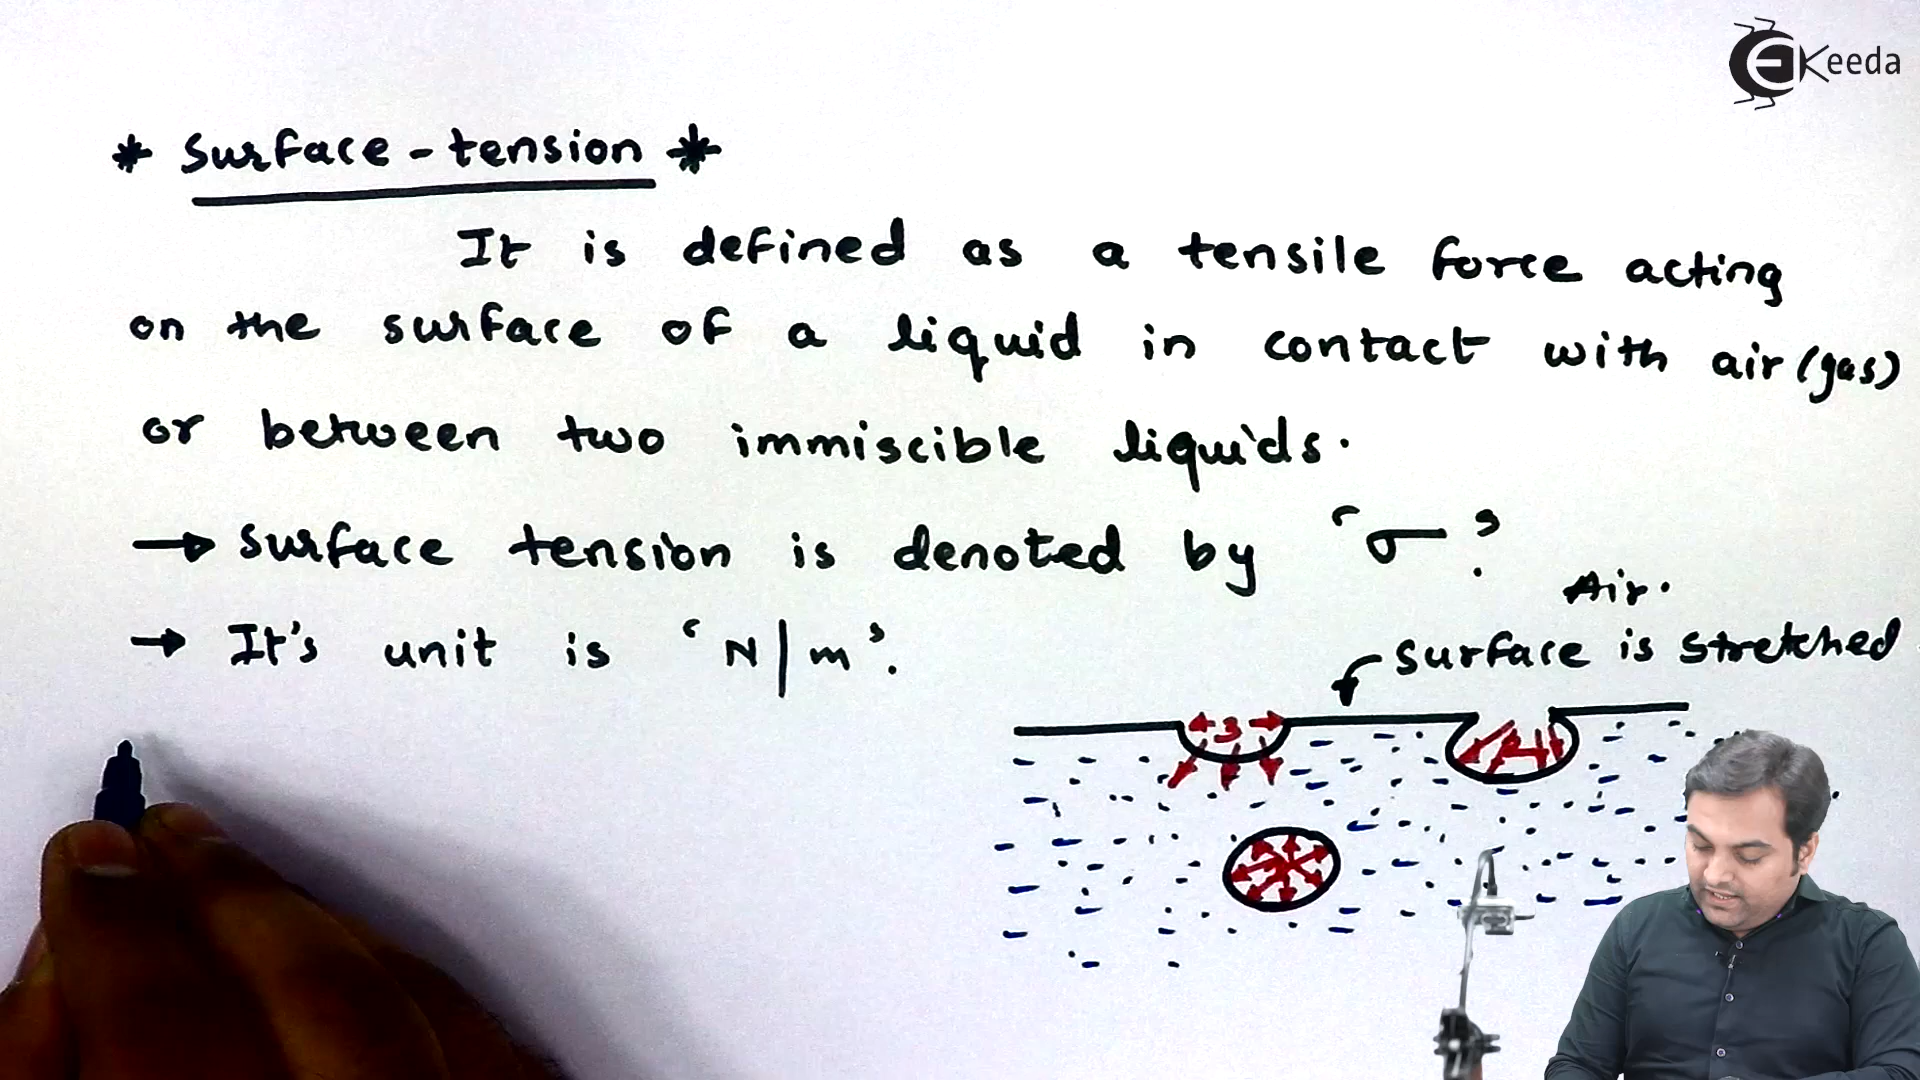 EKeeda
* Surface-tension *
It is defined as a tensile force acting
on the surface of a liquid in contact with air (gas)
or between two immiscible liquids.
→ Surface tension is denoted by 'σ'.
→ It's unit is 'N/m'.
Air.
Surface is stretched